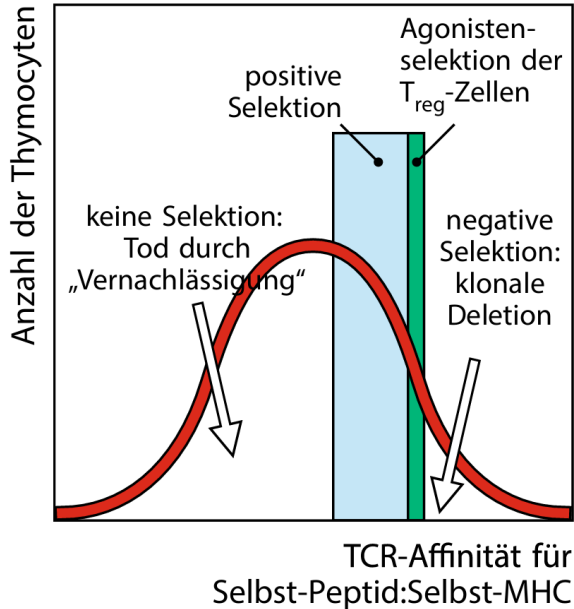 Anzahl der Thymocyten
positive
Selektion
Agonisten-
selektion der
Treg-Zellen
keine Selektion:
Tod durch
„Vernachlässigung“
negative
Selektion:
klonale
Deletion
TCR-Affinität für
Selbst-Peptid:Selbst-MHC